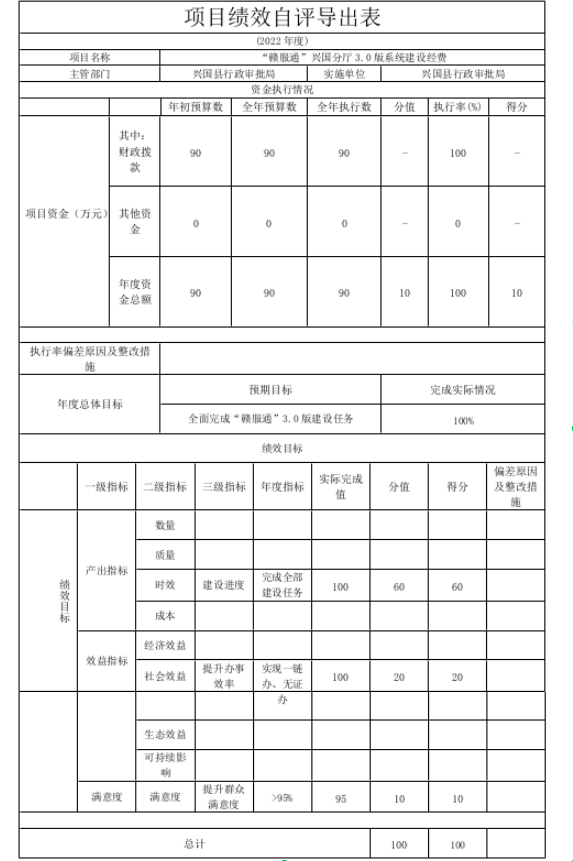 项目绩效自评导出表
(2022 年度)
项目名称 “赣服通”兴国分厅 3.0 版系统建设经费
主管部门 兴国县行政审批局 实施单位 兴国县行政审批局
资金执行情况
年初预算数 全年预算数 全年执行数 分值 执行率(%) 得分
项目资金（万元）
其中:
财政拨
款
90 90 90 – 100 –
其他资
金
0 0 0 – 0 –
年度资
金总额
90 90 90 10 100 10
执行率偏差原因及整改措
施
年度总体目标
预期目标 完成实际情况
全面完成“赣服通”3.0 版建设任务 100%
绩效目标
一级指标 二级指标 三级指标 年度指标
实际完成
值
分值 得分
偏差原因
及整改措
施
绩
效
目
标
产出指标
数量
质量
时效 建设进度
完成全部
建设任务
100 60 60
成本
效益指标
经济效益
社会效益
提升办事
效率
实现一链
办、无证
办
100 20 20
生态效益
可持续影
响
满意度 满意度
提升群众
满意度
>95% 95 10 10
总计 100 100